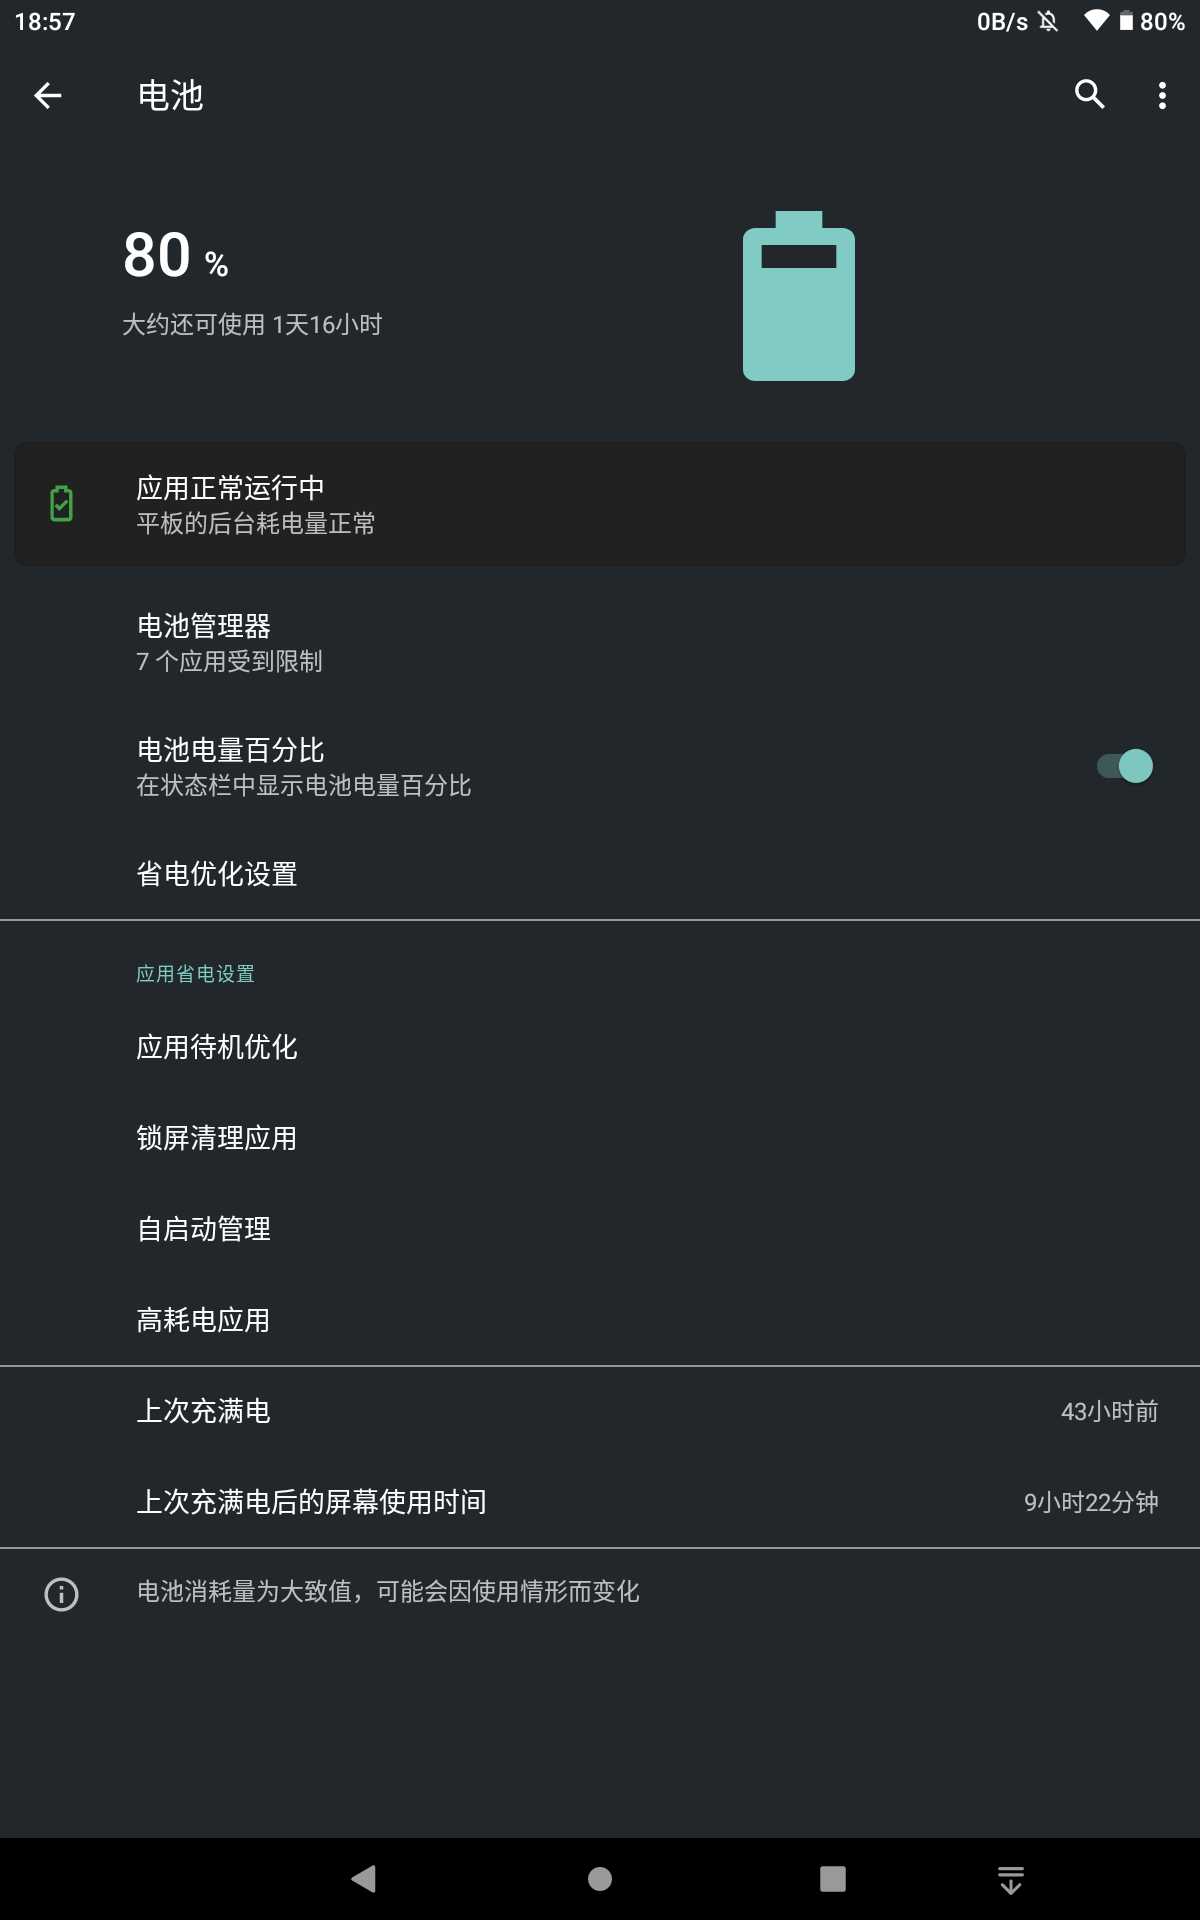 18:57
0B/s 80%
电池
80 %
大约还可使用 1天16小时
应用正常运行中
平板的后台耗电量正常
电池管理器
7 个应用受到限制
电池电量百分比
在状态栏中显示电池电量百分比
省电优化设置
应用省电设置
应用待机优化
锁屏清理应用
自启动管理
高耗电应用
上次充满电
43小时前
上次充满电后的屏幕使用时间
9小时22分钟
电池消耗量为大致值，可能会因使用情形而变化